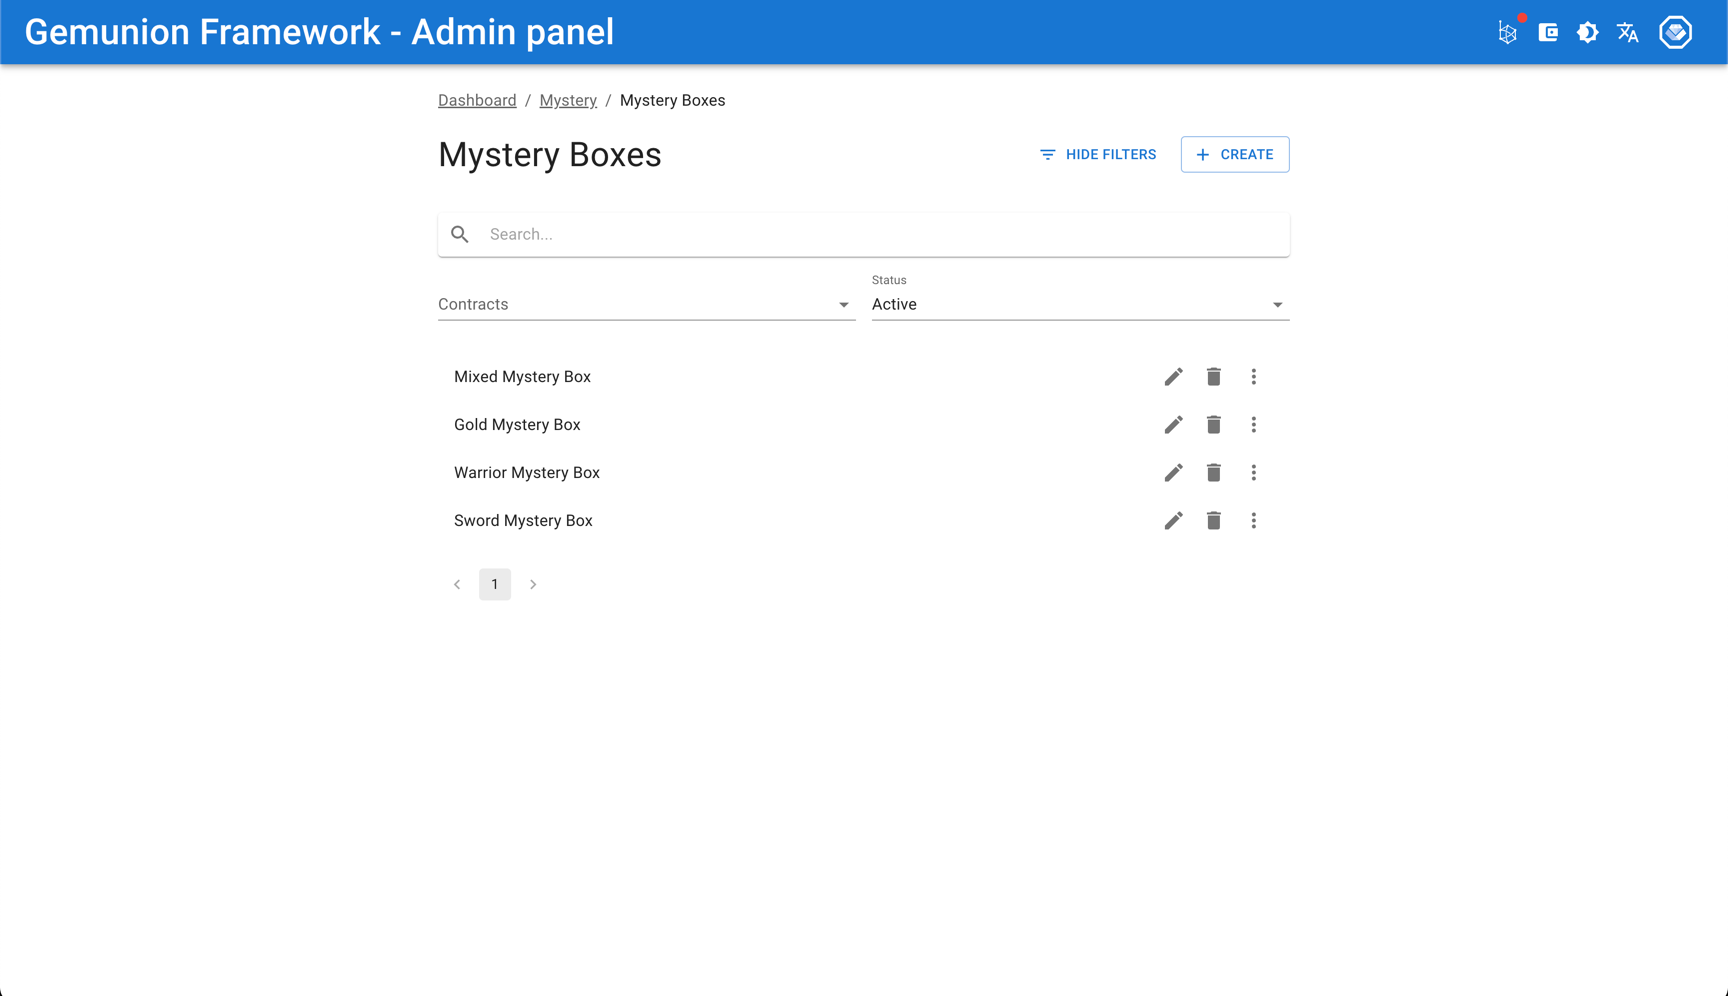 Gemunion Framework - Admin panel
Dashboard / Mystery / Mystery Boxes
Mystery Boxes
HIDE FILTERS
CREATE
Search...
Contracts
Status
Active
Mixed Mystery Box
Gold Mystery Box
Warrior Mystery Box
Sword Mystery Box
1